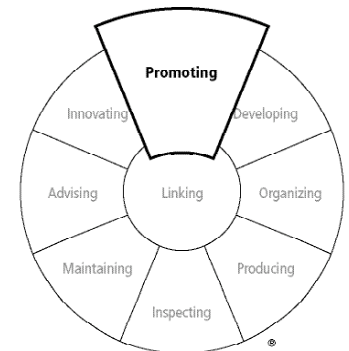 Promoting
Innovating
Developing
Advising
Linking
Organizing
Maintaining
Producing
Inspecting
®